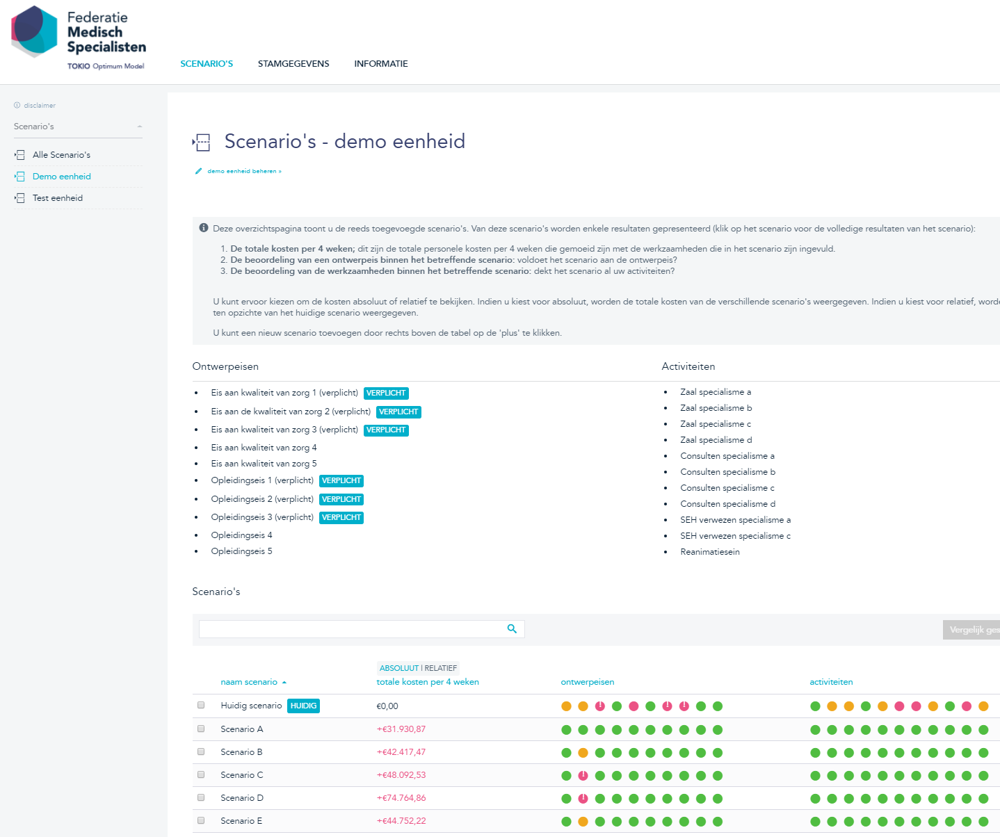 Federatie
Medisch
Specialisten
TOKIO Optimum Model
SCENARIO'S STAMGEGEVENS INFORMATIE
disclaimer
Scenario's
Alle Scenario's
Demo eenheid
Test eenheid
Scenario's - demo eenheid
demo eenheid beheren »
Deze overzichtspagina toont u de reeds toegevoegde scenario's. Van deze scenario's worden enkele resultaten gepresenteerd (klik op het scenario voor de volledige resultaten van het scenario):
1. De totale kosten per 4 weken; dit zijn de totale personele kosten per 4 weken die gemoeid zijn met de werkzaamheden die in het scenario zijn ingevuld.
2. De beoordeling van een ontwerpeis binnen het betreffende scenario: voldoet het scenario aan de ontwerpeis?
3. De beoordeling van de werkzaamheden binnen het betreffende scenario: dekt het scenario al uw activiteiten?
U kunt ervoor kiezen om de kosten absoluut of relatief te bekijken. Indien u kiest voor absoluut, worden de totale kosten van de verschillende scenario's weergegeven. Indien u kiest voor relatief, word
ten opzichte van het huidige scenario weergegeven.
U kunt een nieuw scenario toevoegen door rechts boven de tabel op de 'plus' te klikken.
Ontwerpeisen
Eis aan kwaliteit van zorg 1 (verplicht) VERPLICHT
Eis aan de kwaliteit van zorg 2 (verplicht) VERPLICHT
Eis aan kwaliteit van zorg 3 (verplicht) VERPLICHT
Eis aan kwaliteit van zorg 4
Eis aan kwaliteit van zorg 5
Opleidingseis 1 (verplicht) VERPLICHT
Opleidingseis 2 (verplicht) VERPLICHT
Opleidingseis 3 (verplicht) VERPLICHT
Opleidingseis 4
Opleidingseis 5
Activiteiten
Zaal specialisme a
Zaal specialisme b
Zaal specialisme c
Zaal specialisme d
Consulten specialisme a
Consulten specialisme b
Consulten specialisme c
Consulten specialisme d
SEH verwezen specialisme a
SEH verwezen specialisme c
Reanimatiesein
Scenario's
Vergelijk ges
ABSOLUUT | RELATIEF
naam scenario totale kosten per 4 weken ontwerpeisen activiteiten
Huidig scenario HUIDIG €0,00 ! ! !
Scenario A +€31.930,87
Scenario B +€42.417,47
Scenario C +€48.092,53 !
Scenario D +€74.764,86 !
Scenario E +€44.752,22